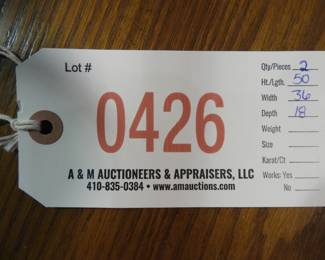 Lot #
0426
A & M AUCTIONEERS & APPRAISERS, LLC
410-835-0384 • www.amauctions.com
Qty/Pieces 2
Ht./Lgth. 50
Width 36
Depth 18
Weight
Size
Karat/Ct
Works: Yes
No